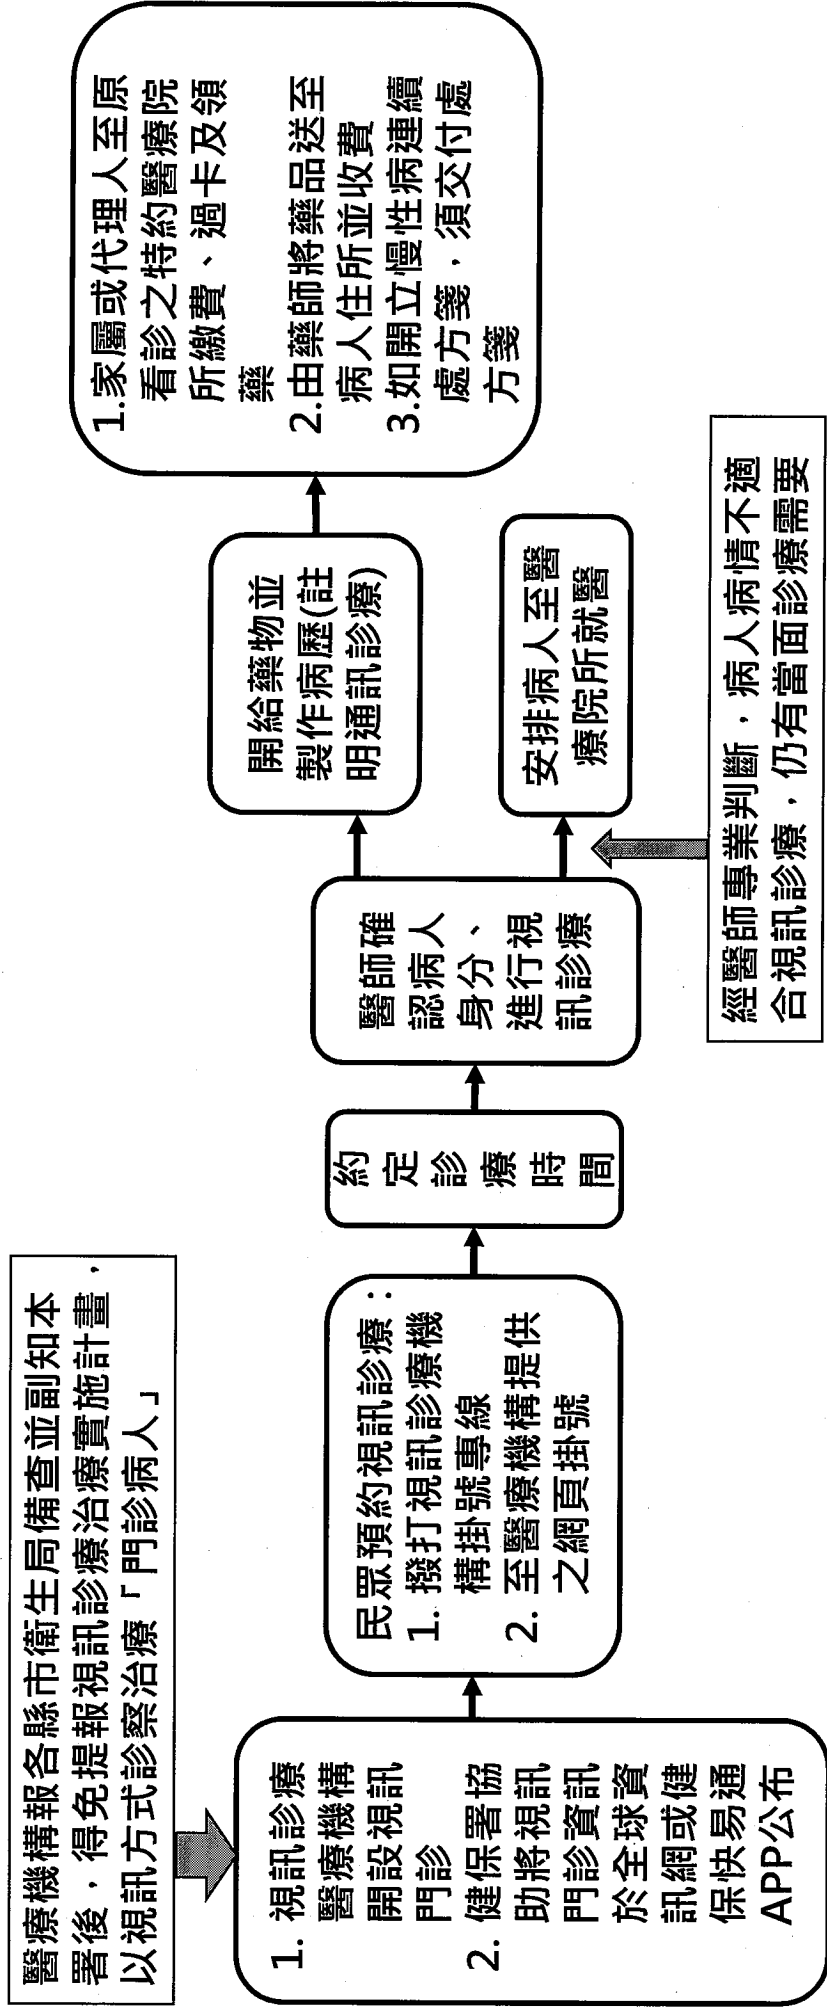 醫療機構報各縣市衛生局備查並副知本
署後，得免提報視訊診療治療實施計畫，
以視訊方式診察治療「門診病人」
1. 視訊診療
醫療機構
開設視訊
門診
2. 健保署協
助將視訊
門診資訊
於全球資
訊網或健
保快易通
APP公布
民眾預約視訊診療：
1. 撥打視訊診療機
構掛號專線
2. 至醫療機構提供
之網頁掛號
約定診療時間
醫師確
認病人
身分、
進行視
訊診療
開給藥物並
製作病歷(註
明通訊診療)
安排病人至醫
療院所就醫
經醫師專業判斷，病人病情不適
合視訊診療，仍有當面診療需要
1.家屬或代理人至原
看診之特約醫療院
所繳費、過卡及領
藥
2.由藥師將藥品送至
病人住所並收費
3.如開立慢性病連續
處方箋，須交付處
方箋